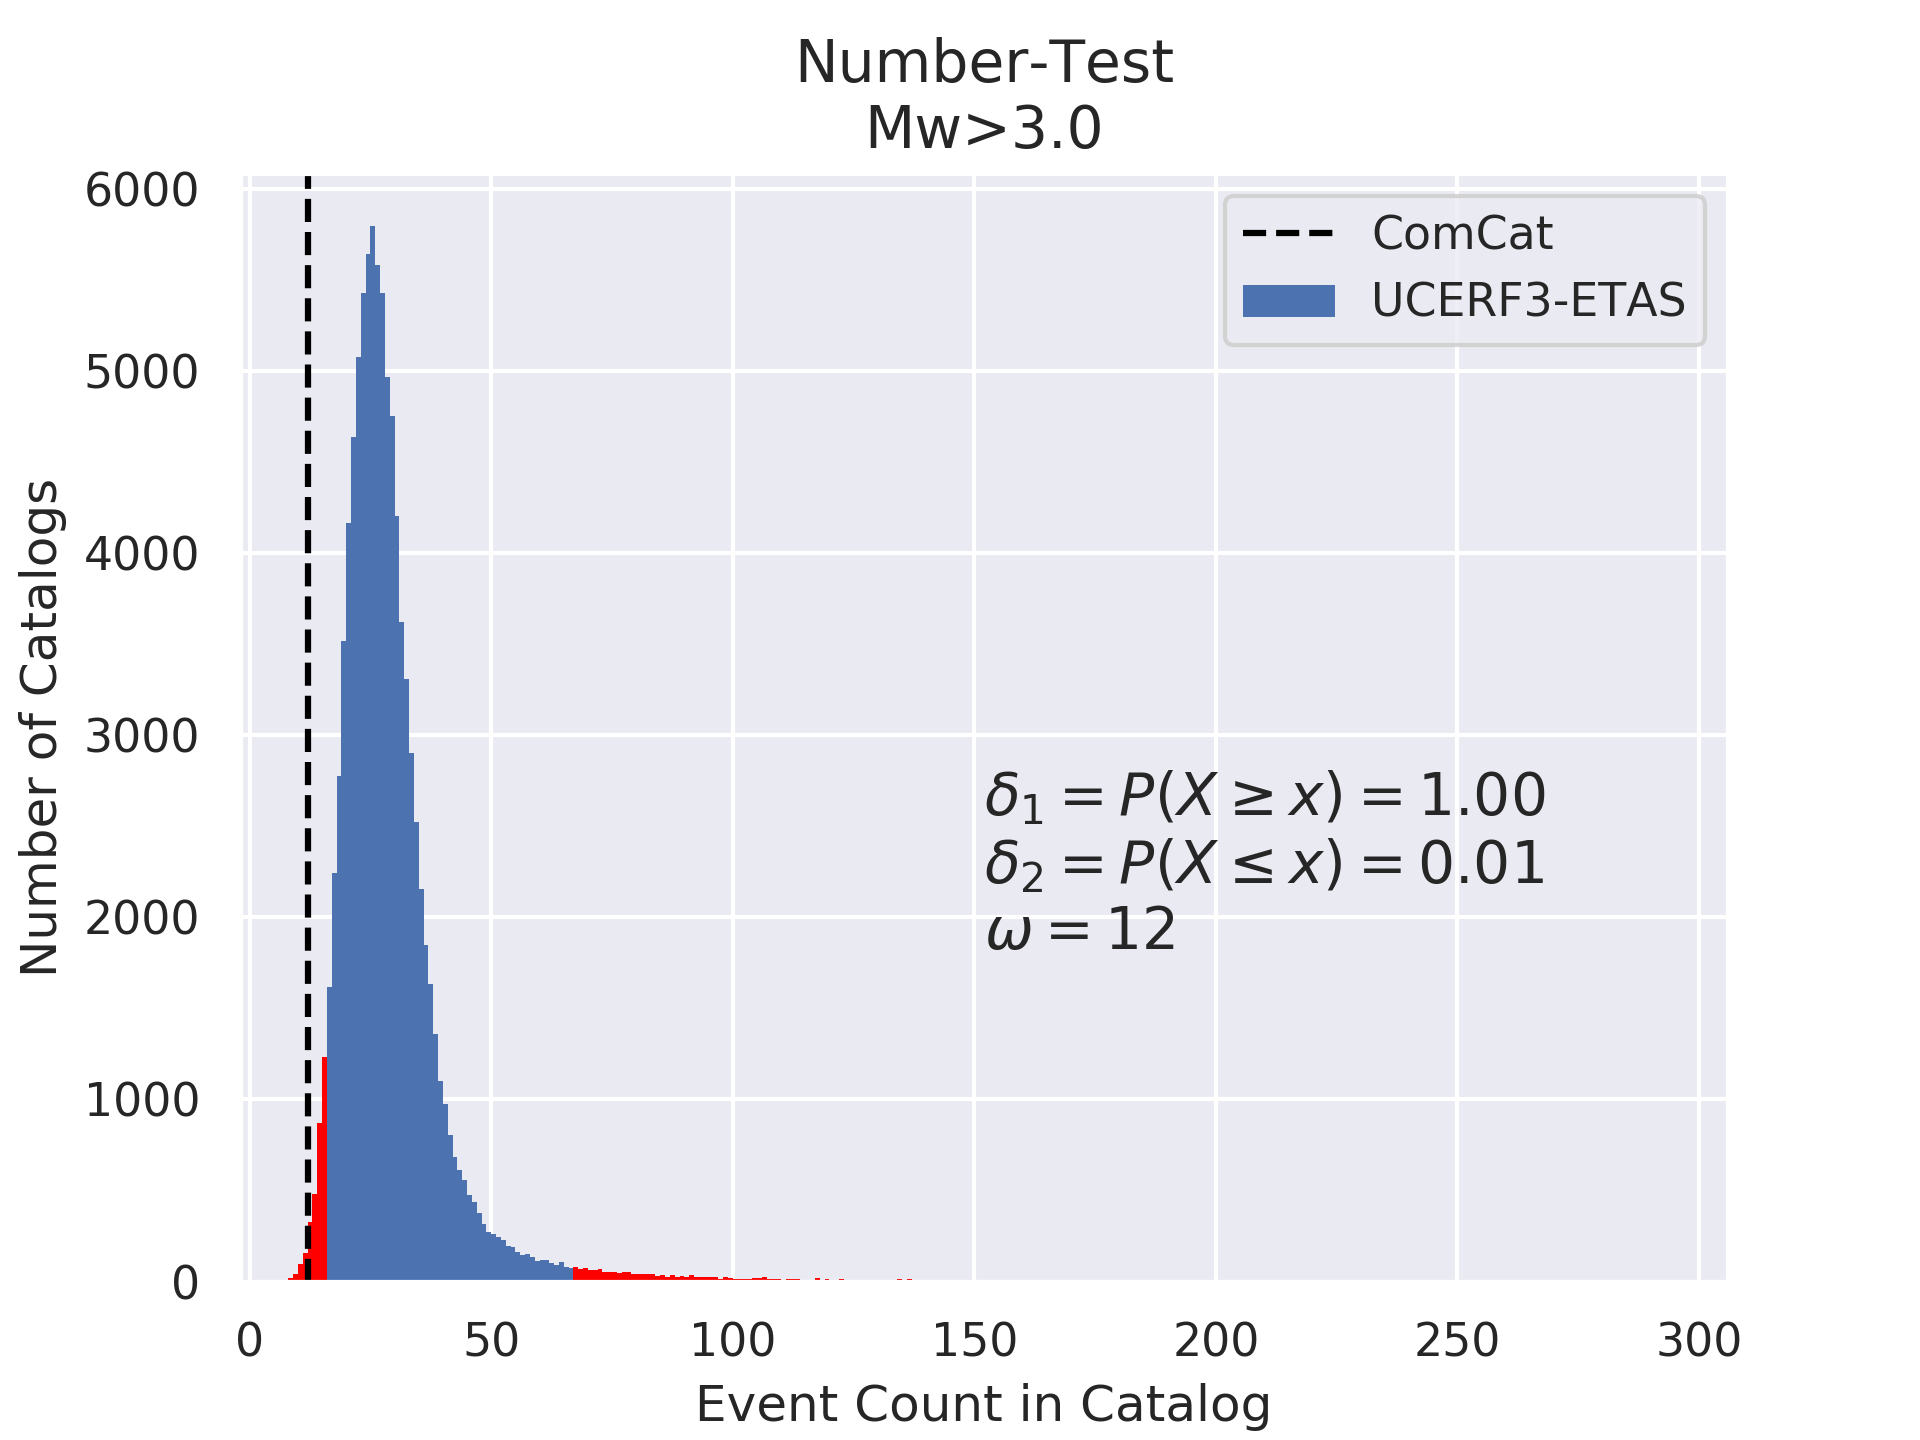 Number-Test
Mw>3.0
6000
5000
4000
3000
2000
1000
0
Number of Catalogs
ComCat
UCERF3-ETAS
δ₁ = P(X ≥ x) = 1.00
δ₂ = P(X ≤ x) = 0.01
ω = 12
0 50 100 150 200 250 300
Event Count in Catalog